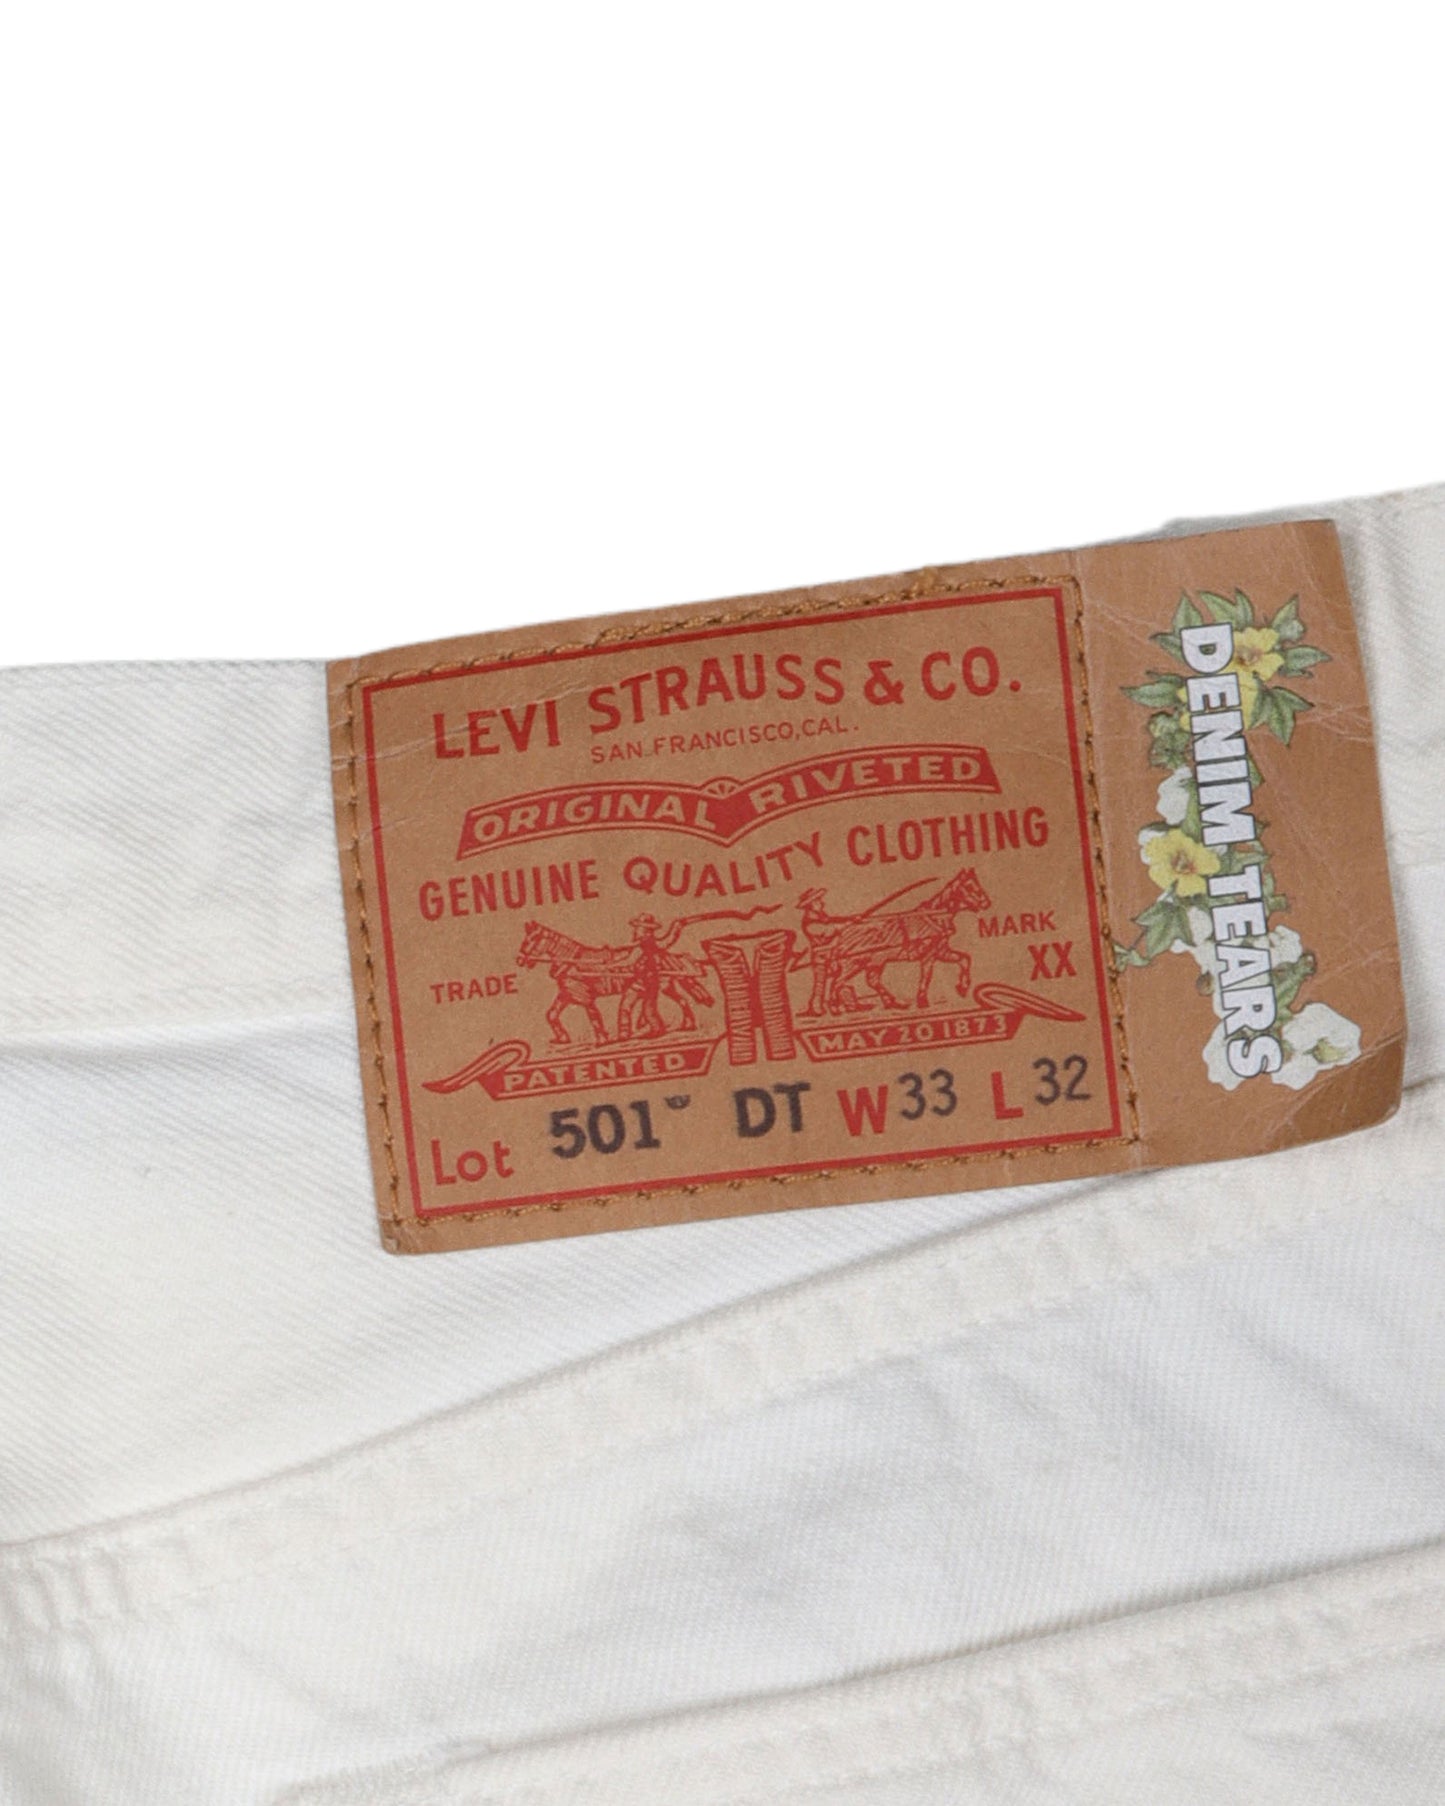 LEVI STRAUSS & CO.
SAN FRANCISCO, CAL.
ORIGINAL RIVETED
GENUINE QUALITY CLOTHING
TRADE MARK
XX
PATENTED MAY 20 1873
Lot 501® DT W 33 L 32
DENIM TEARS